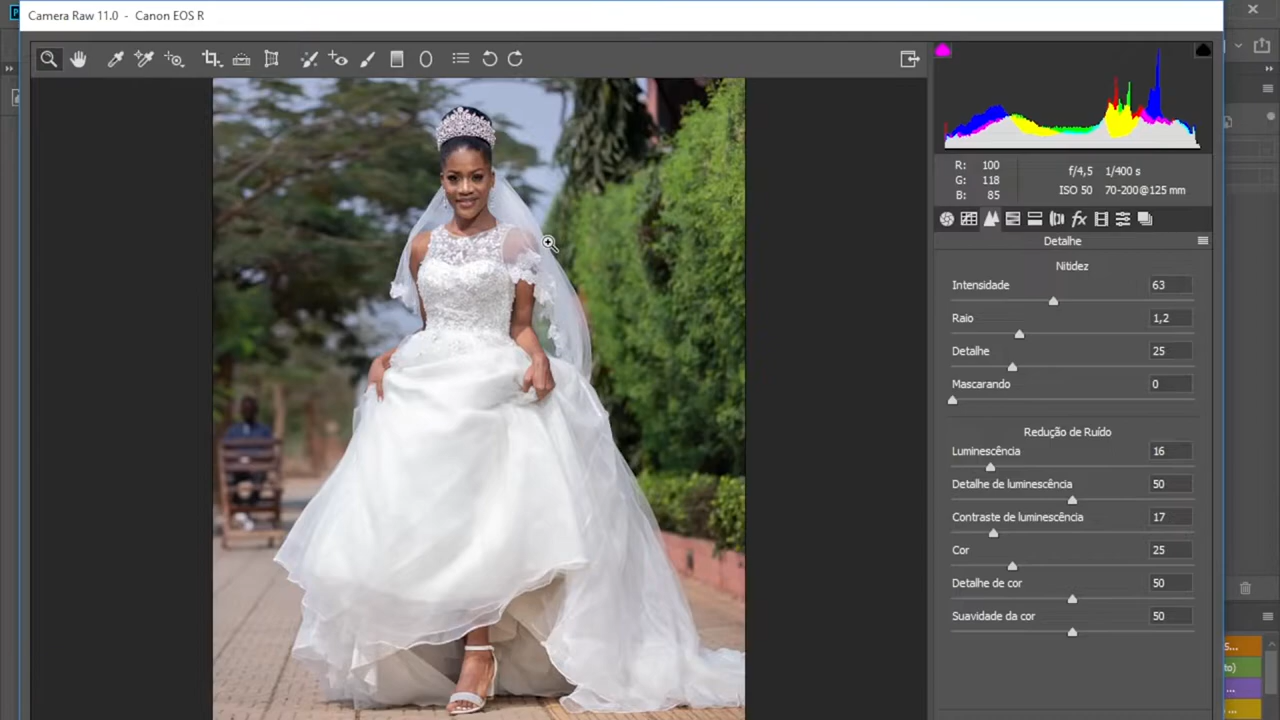 Camera Raw 11.0 - Canon EOS R
R: 100
G: 118
B: 85
f/4,5 1/400 s
ISO 50 70-200@125 mm
fx
Detalhe
Nitidez
Intensidade 63
Raio 1,2
Detalhe 25
Mascarando 0
Redução de Ruído
Luminescência 16
Detalhe de luminescência 50
Contraste de luminescência 17
Cor 25
Detalhe de cor 50
Suavidade da cor 50